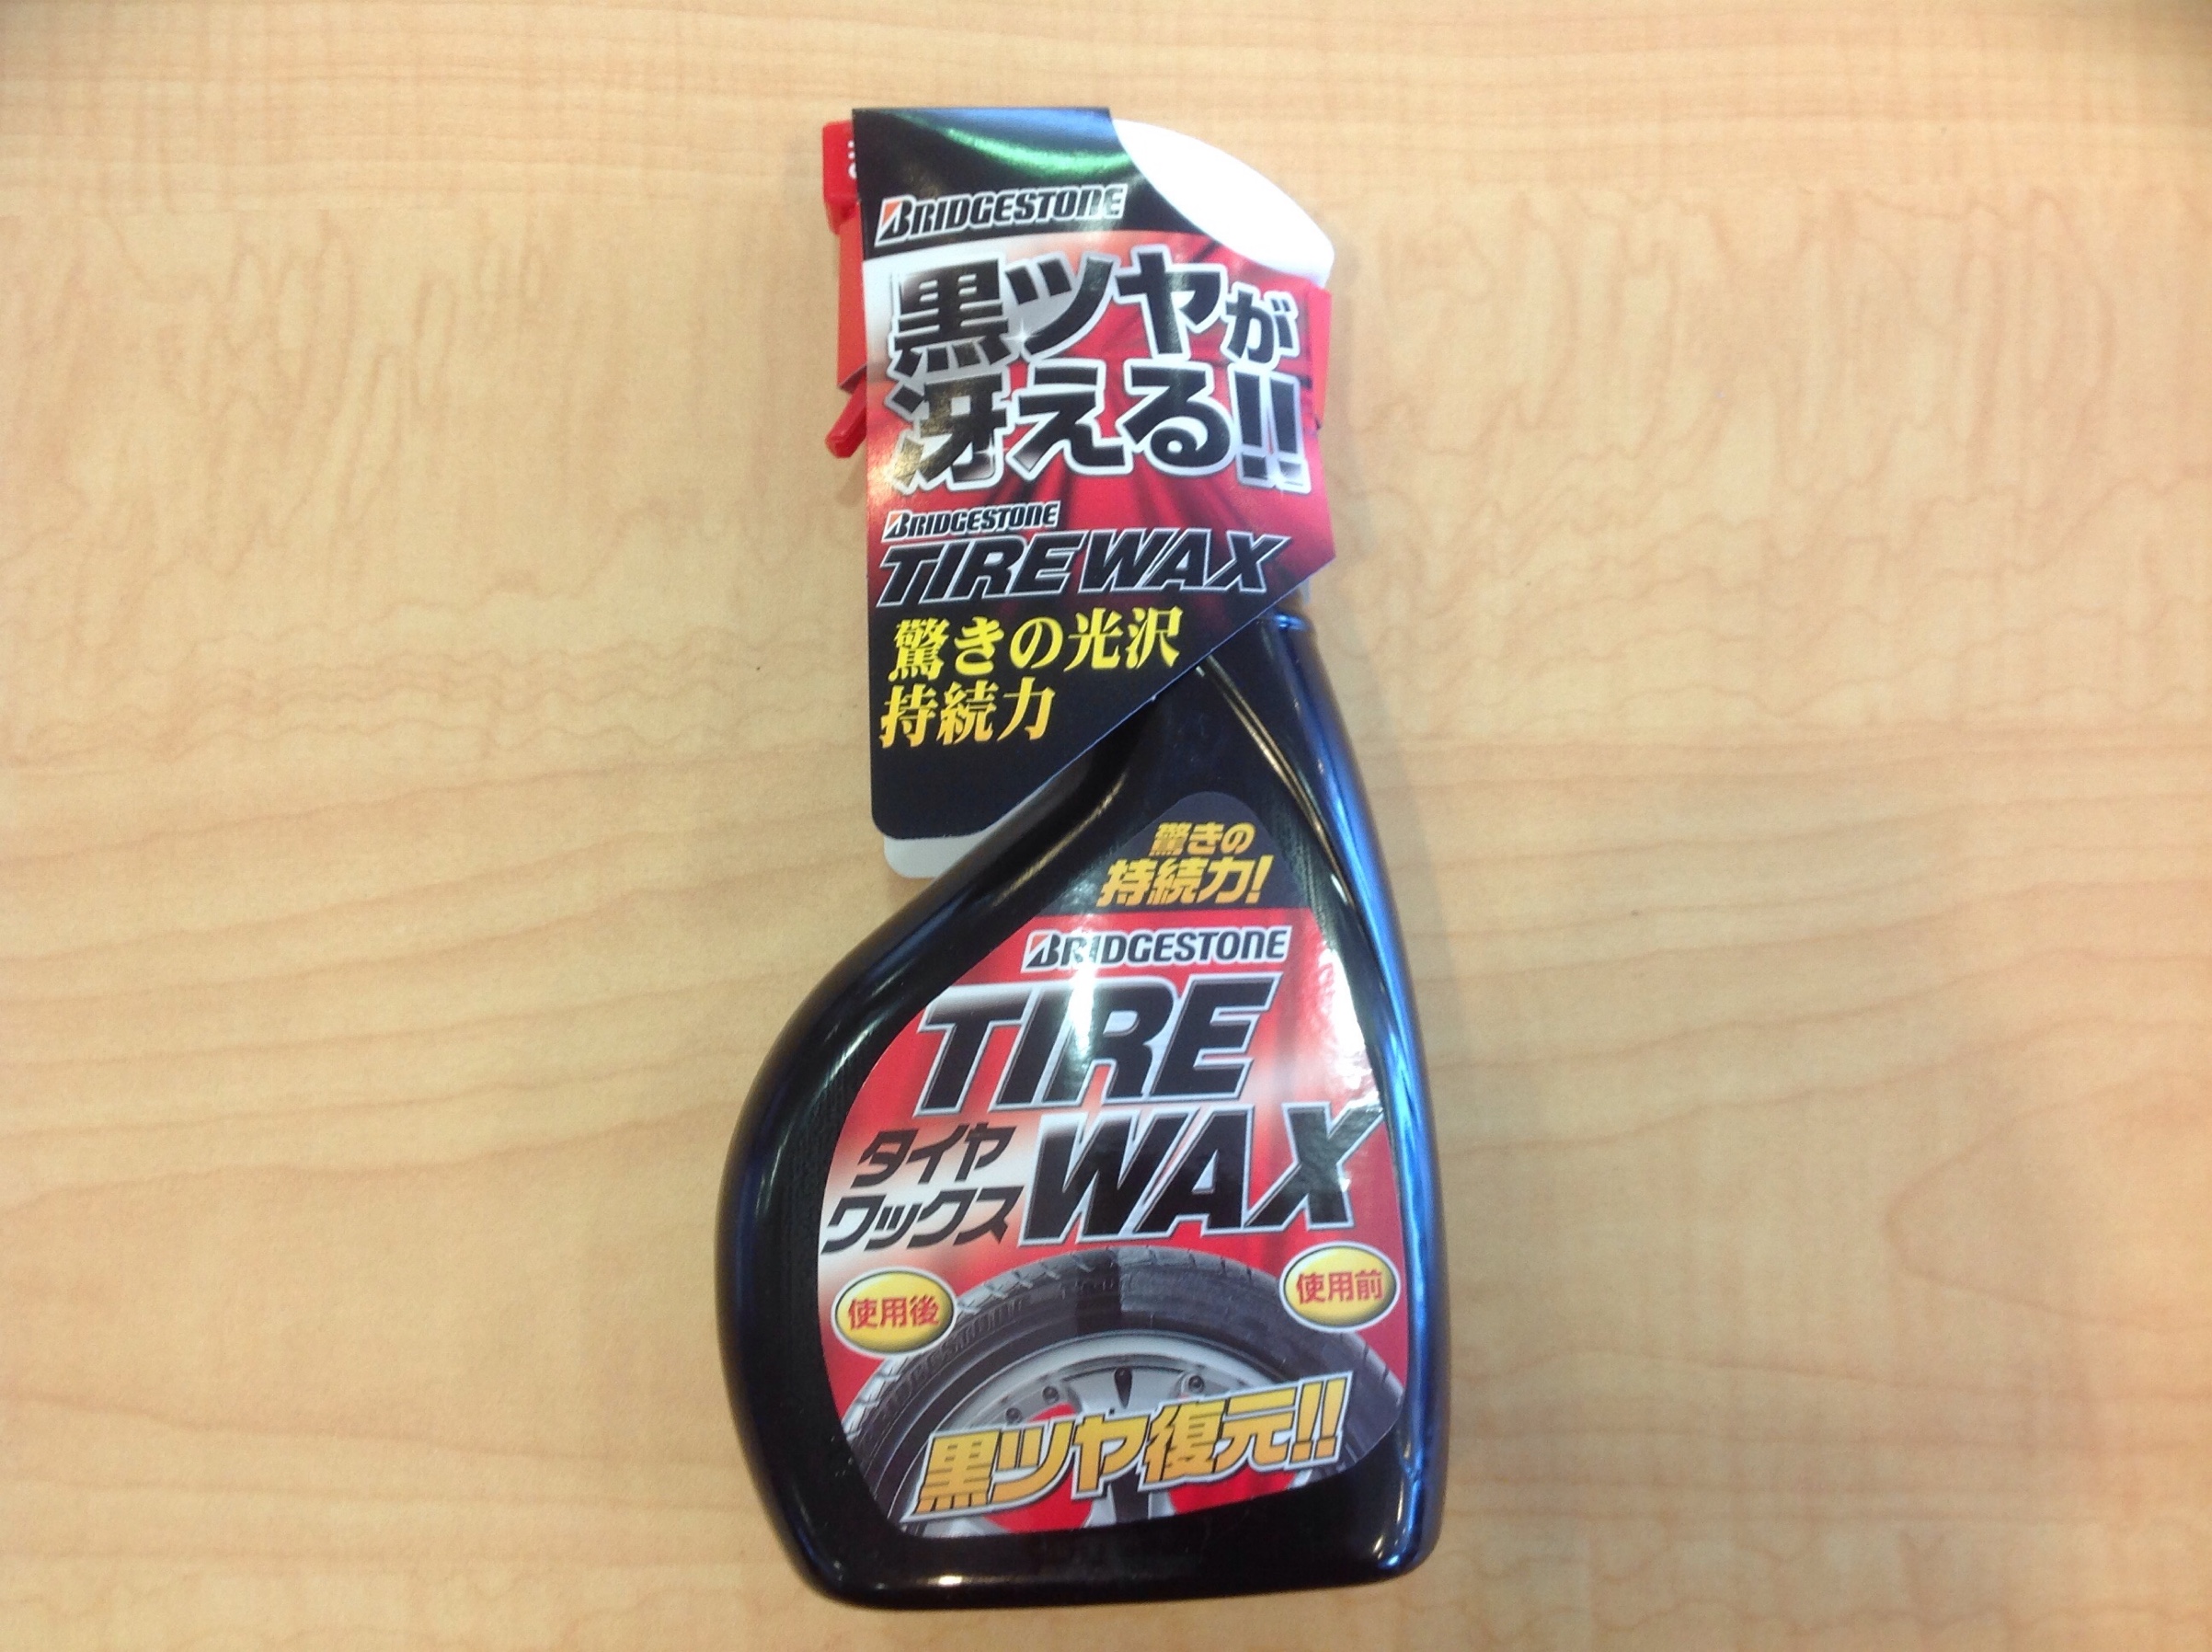 BRIDGESTONE
黒ツヤが
冴える!!
BRIDGESTONE
TIREWAX
驚きの光沢
持続力
驚きの
持続力!
BRIDGESTONE
TIRE
WAX
タイヤ
ワックス
使用後
使用前
黒ツヤ復元!!